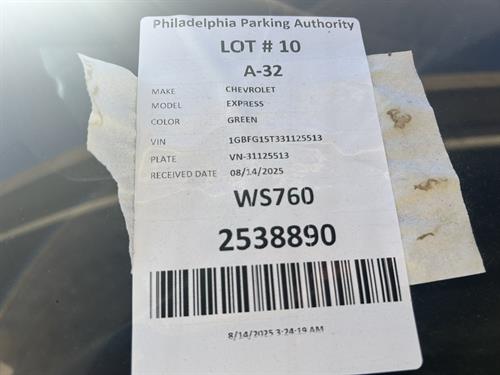 Philadelphia Parking Authority
LOT # 10
A-32
MAKE CHEVROLET
MODEL EXPRESS
COLOR GREEN
VIN 1GBFG15T331125513
PLATE VN-31125513
RECEIVED DATE 08/14/2025
WS760
2538890
8/14/2025 3:24:19 AM